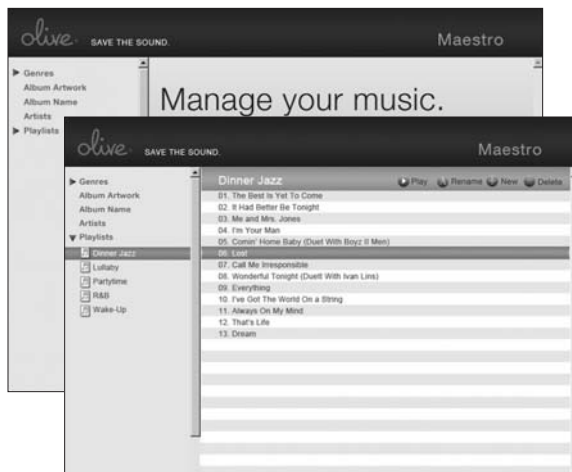 olive. SAVE THE SOUND.
Maestro
Genres
Album Artwork
Album Name
Artists
Playlists
Manage your music.
olive. SAVE THE SOUND.
Maestro
Genres
Album Artwork
Album Name
Artists
Playlists
Dinner Jazz
Lullaby
Partytime
R&B
Wake-Up
Dinner Jazz
Play Rename New Delete
01. The Best Is Yet To Come
02. It Had Better Be Tonight
03. Me and Mrs. Jones
04. I'm Your Man
05. Comin' Home Baby (Duet With Boyz II Men)
06. Lost
07. Call Me Irresponsible
08. Wonderful Tonight (Duett With Ivan Lins)
09. Everything
10. I've Got The World On a String
11. Always On My Mind
12. That's Life
13. Dream